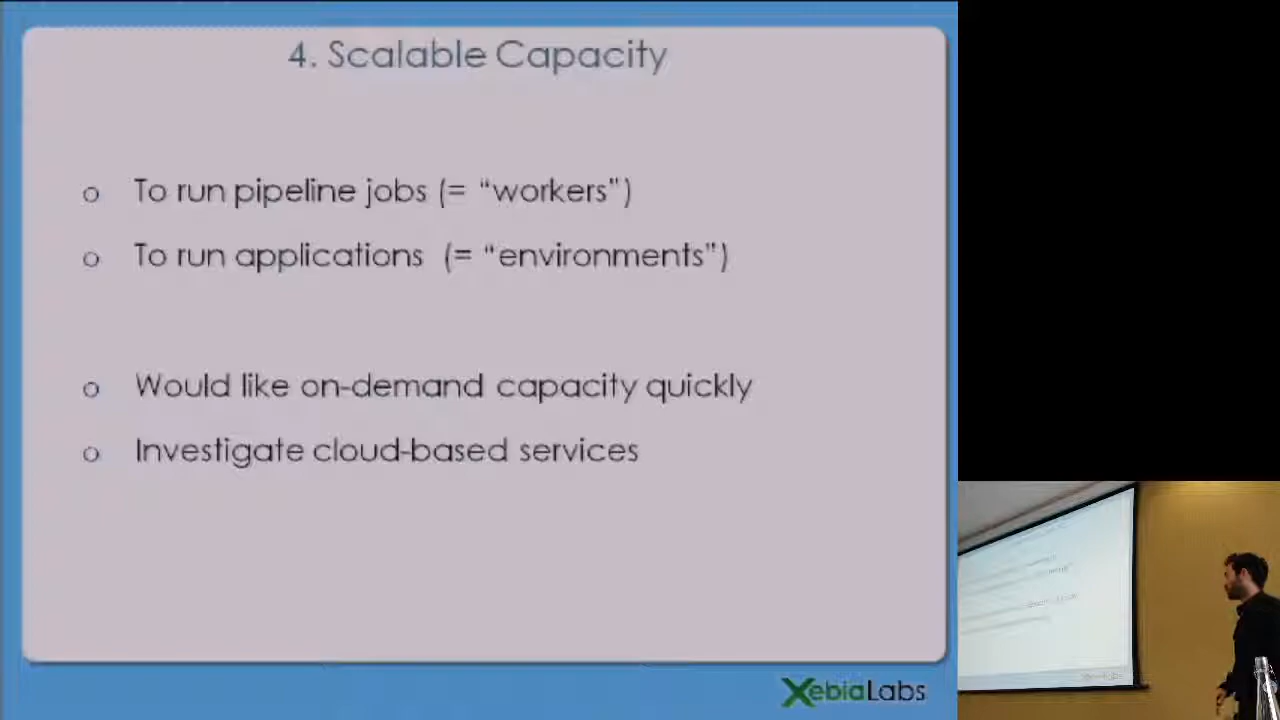 4. Scalable Capacity
o To run pipeline jobs (= “workers”)
o To run applications (= “environments”)
o Would like on-demand capacity quickly
o Investigate cloud-based services
XebiaLabs